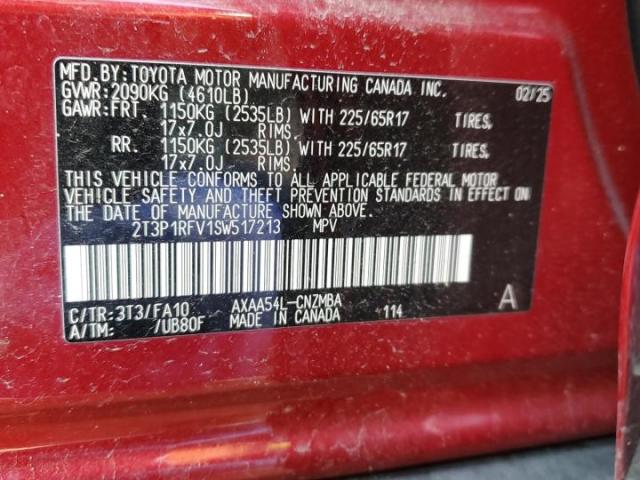 MFD. BY: TOYOTA MOTOR MANUFACTURING CANADA INC. 02/25
GVWR: 2090KG (4610LB)
GAWR: FRT. 1150KG (2535LB) WITH 225/65R17 TIRES,
17x7.0J RIMS.
RR. 1150KG (2535LB) WITH 225/65R17 TIRES,
17x7.0J RIMS.
THIS VEHICLE CONFORMS TO ALL APPLICABLE FEDERAL MOTOR
VEHICLE SAFETY AND THEFT PREVENTION STANDARDS IN EFFECT ON
THE DATE OF MANUFACTURE SHOWN ABOVE.
2T3P1RFV1SW517213 MPV
A
C/TR: 3T3/FA10 AXAA54L-CNZMBA 114
A/TM: /UB80F MADE IN CANADA